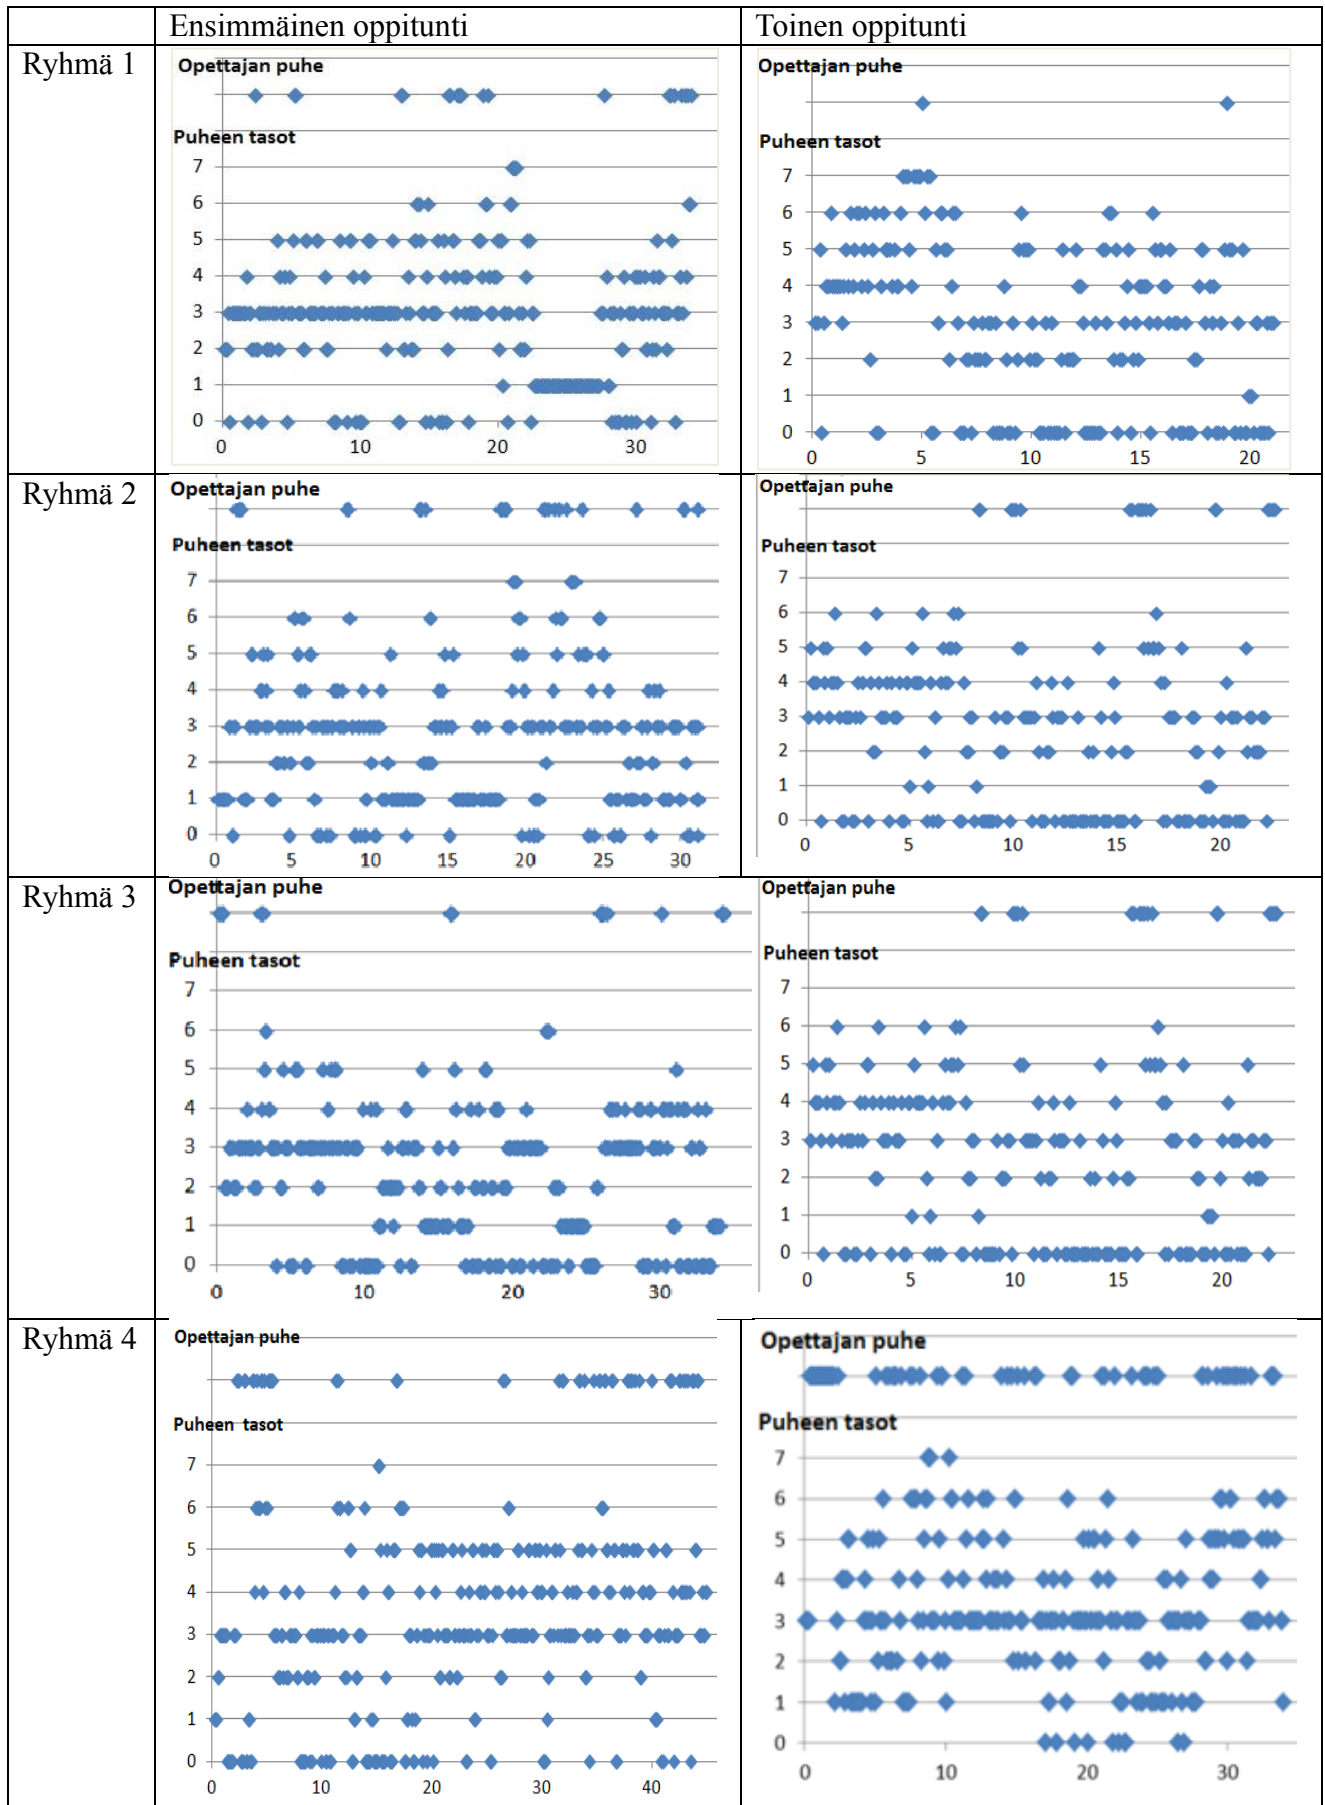 Ensimmäinen oppitunti
Toinen oppitunti
Ryhmä 1
Opettajan puhe
Puheen tasot
7
6
5
4
3
2
1
0
0 10 20 30
Opettajan puhe
Puheen tasot
7
6
5
4
3
2
1
0
0 5 10 15 20
Ryhmä 2
Opettajan puhe
Puheen tasot
7
6
5
4
3
2
1
0
0 5 10 15 20 25 30
Opettajan puhe
Puheen tasot
7
6
5
4
3
2
1
0
0 5 10 15 20
Ryhmä 3
Opettajan puhe
Puheen tasot
7
6
5
4
3
2
1
0
0 10 20 30
Opettajan puhe
Puheen tasot
7
6
5
4
3
2
1
0
0 5 10 15 20
Ryhmä 4
Opettajan puhe
Puheen tasot
7
6
5
4
3
2
1
0
0 10 20 30 40
Opettajan puhe
Puheen tasot
7
6
5
4
3
2
1
0
0 10 20 30